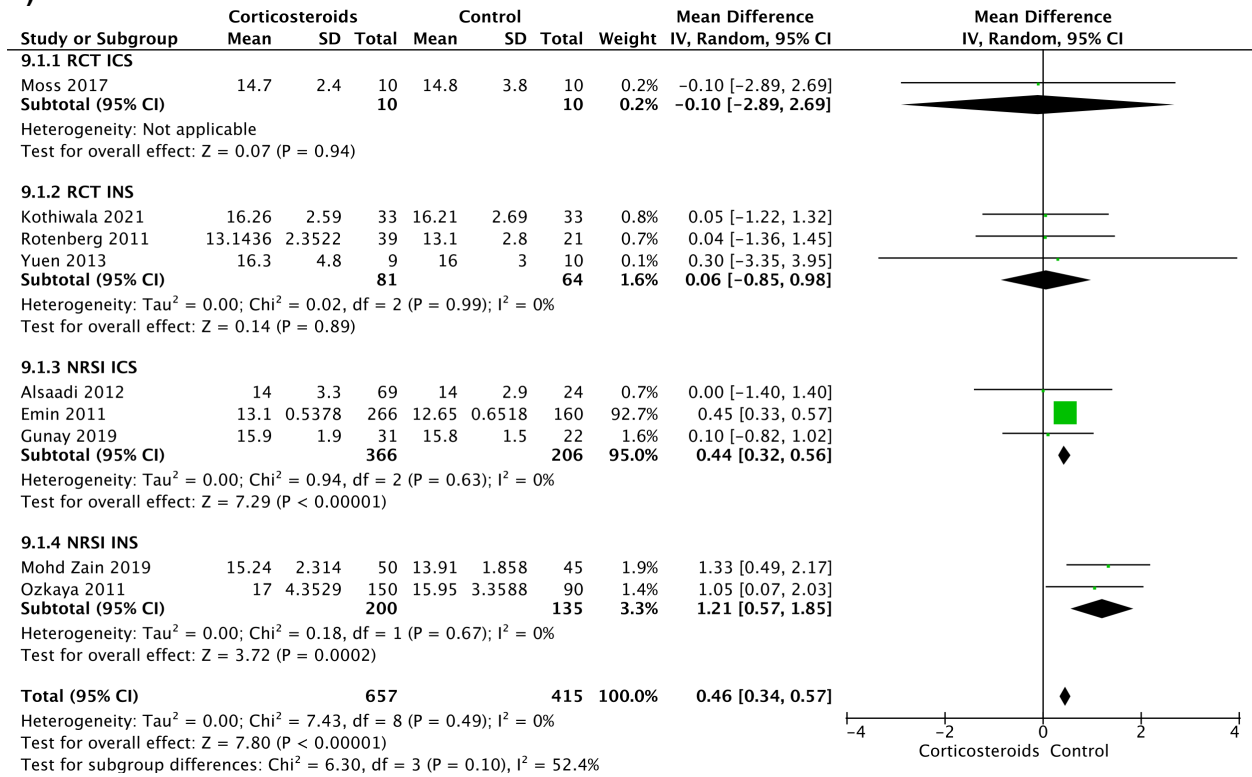 Corticosteroids Control Mean Difference Mean Difference
Study or Subgroup Mean SD Total Mean SD Total Weight IV, Random, 95% CI IV, Random, 95% CI
9.1.1 RCT ICS
Moss 2017 14.7 2.4 10 14.8 3.8 10 0.2% −0.10 [−2.89, 2.69]
Subtotal (95% CI) 10 10 0.2% −0.10 [−2.89, 2.69]
Heterogeneity: Not applicable
Test for overall effect: Z = 0.07 (P = 0.94)
9.1.2 RCT INS
Kothiwala 2021 16.26 2.59 33 16.21 2.69 33 0.8% 0.05 [−1.22, 1.32]
Rotenberg 2011 13.1436 2.3522 39 13.1 2.8 21 0.7% 0.04 [−1.36, 1.45]
Yuen 2013 16.3 4.8 9 16 3 10 0.1% 0.30 [−3.35, 3.95]
Subtotal (95% CI) 81 64 1.6% 0.06 [−0.85, 0.98]
Heterogeneity: Tau² = 0.00; Chi² = 0.02, df = 2 (P = 0.99); I² = 0%
Test for overall effect: Z = 0.14 (P = 0.89)
9.1.3 NRSI ICS
Alsaadi 2012 14 3.3 69 14 2.9 24 0.7% 0.00 [−1.40, 1.40]
Emin 2011 13.1 0.5378 266 12.65 0.6518 160 92.7% 0.45 [0.33, 0.57]
Gunay 2019 15.9 1.9 31 15.8 1.5 22 1.6% 0.10 [−0.82, 1.02]
Subtotal (95% CI) 366 206 95.0% 0.44 [0.32, 0.56]
Heterogeneity: Tau² = 0.00; Chi² = 0.94, df = 2 (P = 0.63); I² = 0%
Test for overall effect: Z = 7.29 (P < 0.00001)
9.1.4 NRSI INS
Mohd Zain 2019 15.24 2.314 50 13.91 1.858 45 1.9% 1.33 [0.49, 2.17]
Ozkaya 2011 17 4.3529 150 15.95 3.3588 90 1.4% 1.05 [0.07, 2.03]
Subtotal (95% CI) 200 135 3.3% 1.21 [0.57, 1.85]
Heterogeneity: Tau² = 0.00; Chi² = 0.18, df = 1 (P = 0.67); I² = 0%
Test for overall effect: Z = 3.72 (P = 0.0002)
Total (95% CI) 657 415 100.0% 0.46 [0.34, 0.57]
Heterogeneity: Tau² = 0.00; Chi² = 7.43, df = 8 (P = 0.49); I² = 0%
Test for overall effect: Z = 7.80 (P < 0.00001)
Test for subgroup differences: Chi² = 6.30, df = 3 (P = 0.10), I² = 52.4%
−4 −2 0 2 4
Corticosteroids Control